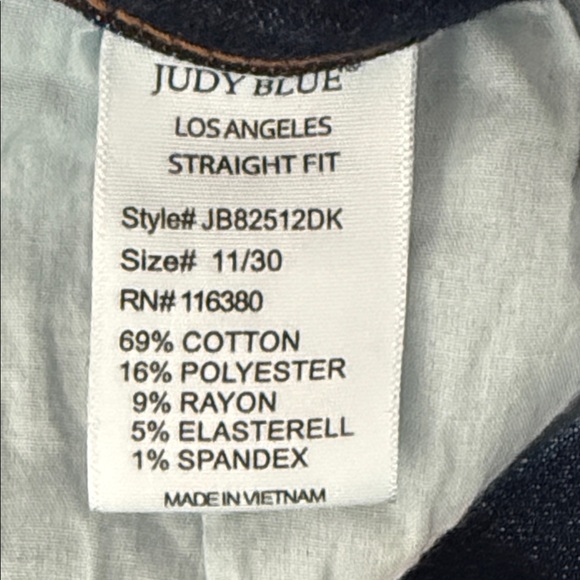 JUDY BLUE®
LOS ANGELES
STRAIGHT FIT
Style# JB82512DK
Size# 11/30
RN# 116380
69% COTTON
16% POLYESTER
9% RAYON
5% ELASTERELL
1% SPANDEX
MADE IN VIETNAM